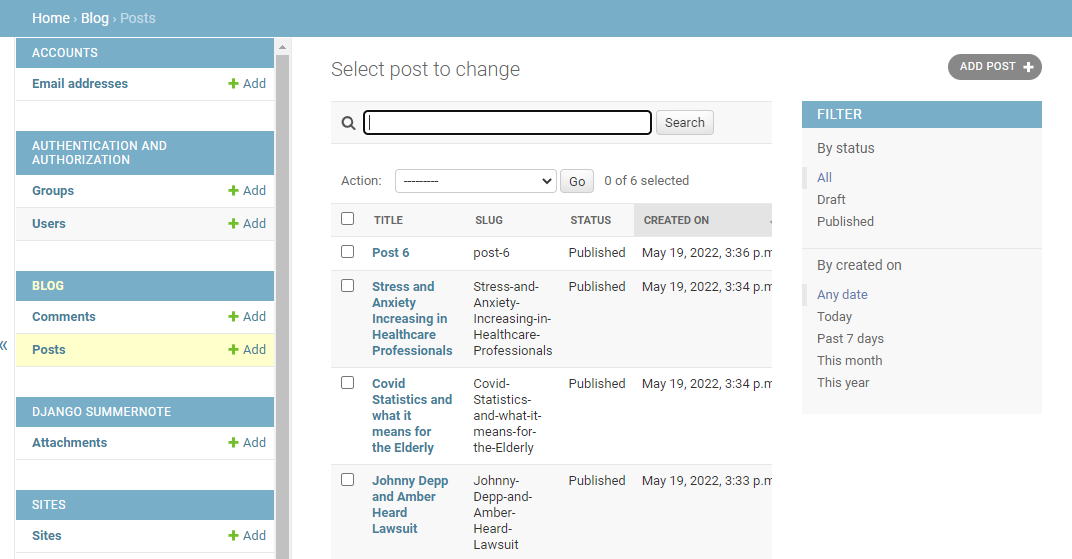 Home › Blog › Posts
ACCOUNTS
Email addresses + Add
AUTHENTICATION AND
AUTHORIZATION
Groups + Add
Users + Add
BLOG
Comments + Add
Posts + Add
«
DJANGO SUMMERNOTE
Attachments + Add
SITES
Sites + Add
Select post to change
ADD POST +
Search
Action: --------- Go 0 of 6 selected
TITLE SLUG STATUS CREATED ON
Post 6 post-6 Published May 19, 2022, 3:36 p.m
Stress and Stress-and- Published May 19, 2022, 3:34 p.m
Anxiety Anxiety-
Increasing in Increasing-in-
Healthcare Healthcare-
Professionals Professionals
Covid Covid- Published May 19, 2022, 3:34 p.m
Statistics and Statistics-
what it and-what-it-
means for means-for-
the Elderly the-Elderly
Johnny Depp Johnny- Published May 19, 2022, 3:33 p.m
and Amber Depp-and-
Heard Amber-
Lawsuit Heard-
Lawsuit
FILTER
By status
All
Draft
Published
By created on
Any date
Today
Past 7 days
This month
This year